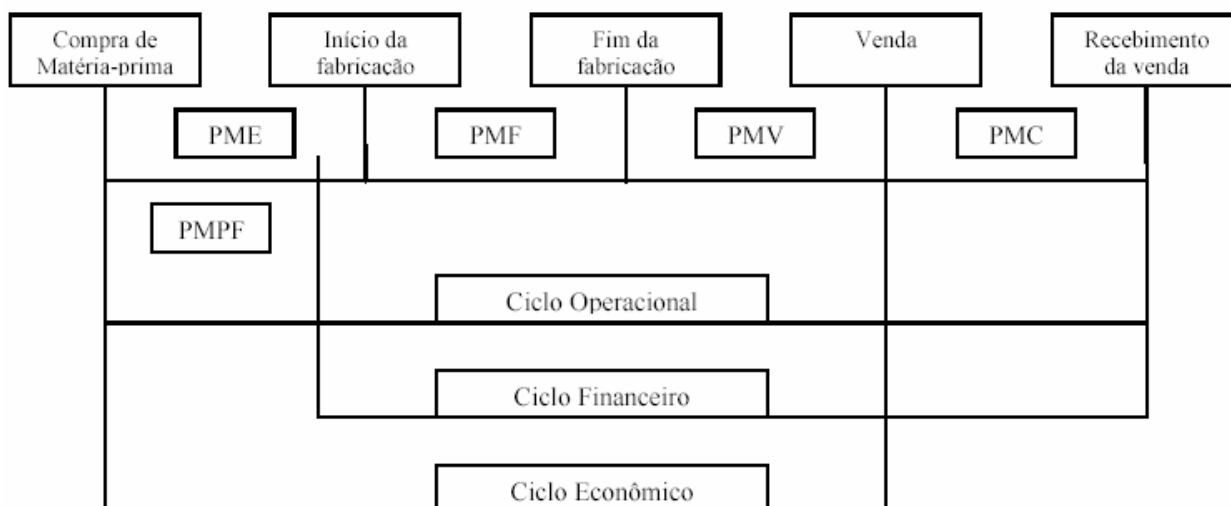 Compra de
Matéria-prima
Início da
fabricação
Fim da
fabricação
Venda
Recebimento
da venda
PME
PMF
PMV
PMC
PMPF
Ciclo Operacional
Ciclo Financeiro
Ciclo Econômico